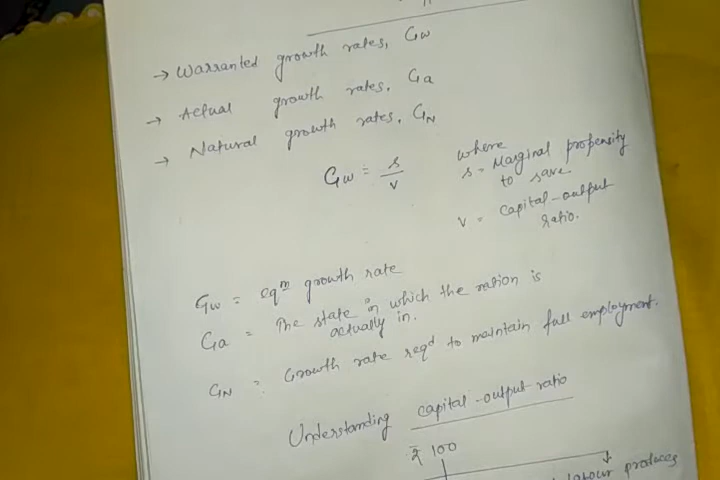 → Warranted growth rates, Gw
→ Actual growth rates, Ga
→ Natural growth rates, GN
Gw = s/v
where
s = Marginal propensity
to save
v = capital-output
ratio.
Gw = eqm growth rate
Ga = The state in which the nation is
actually in.
GN = Growth rate reqd to maintain full employment.
Understanding capital-output ratio
₹ 100
labour produces